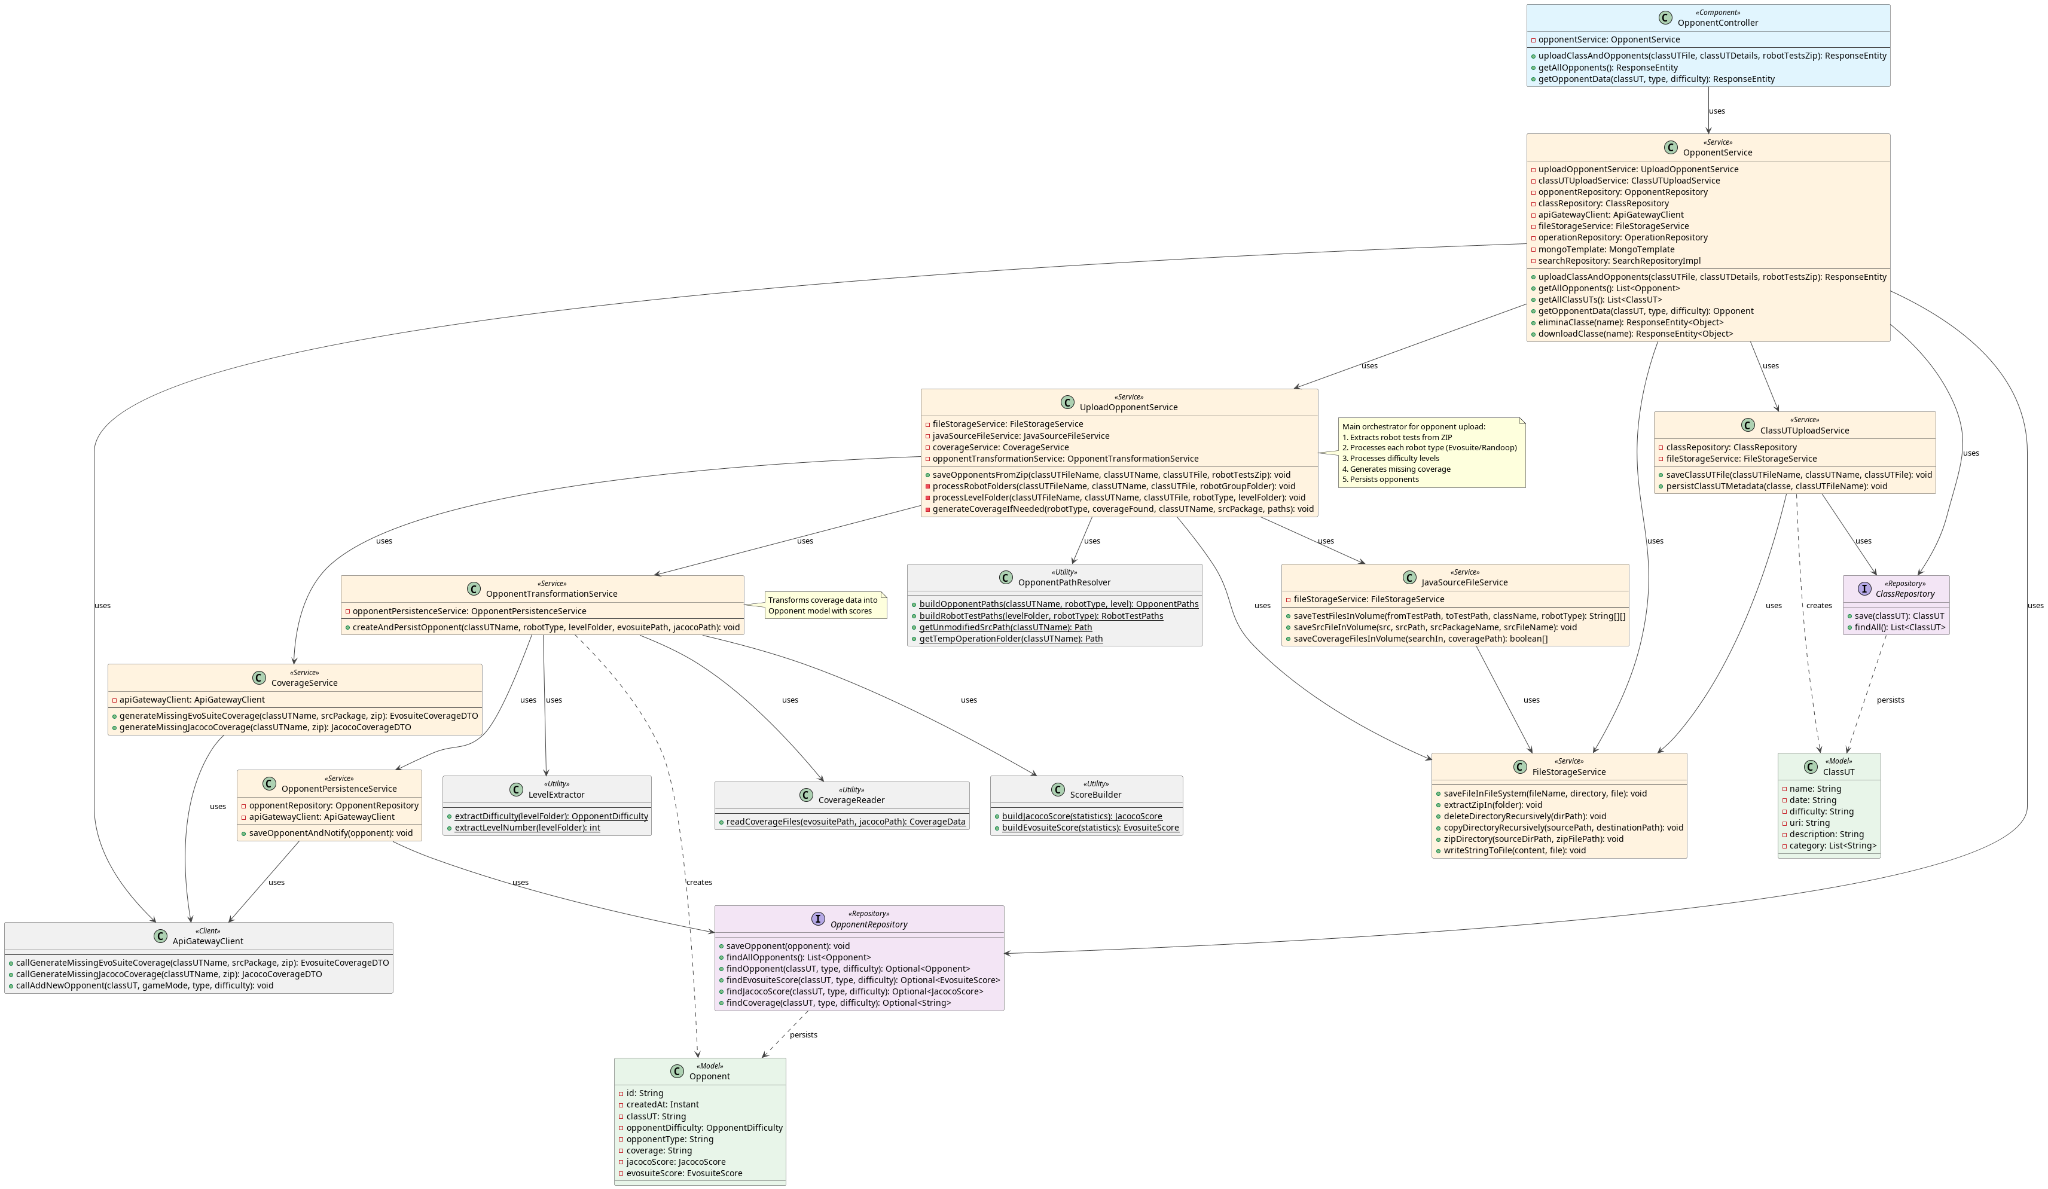 «Component»
C OpponentController
opponentService: OpponentService
uploadClassAndOpponents(classUTFile, classUTDetails, robotTestsZip): ResponseEntity
getAllOpponents(): ResponseEntity
getOpponentData(classUT, type, difficulty): ResponseEntity
uses
«Service»
C OpponentService
uploadOpponentService: UploadOpponentService
classUTUploadService: ClassUTUploadService
opponentRepository: OpponentRepository
classRepository: ClassRepository
apiGatewayClient: ApiGatewayClient
fileStorageService: FileStorageService
operationRepository: OperationRepository
mongoTemplate: MongoTemplate
searchRepository: SearchRepositoryImpl
uploadClassAndOpponents(classUTFile, classUTDetails, robotTestsZip): ResponseEntity
getAllOpponents(): List<Opponent>
getAllClassUTs(): List<ClassUT>
getOpponentData(classUT, type, difficulty): Opponent
eliminaClasse(name): ResponseEntity<Object>
downloadClasse(name): ResponseEntity<Object>
uses
uses
uses
«Service»
C UploadOpponentService
fileStorageService: FileStorageService
javaSourceFileService: JavaSourceFileService
coverageService: CoverageService
opponentTransformationService: OpponentTransformationService
saveOpponentsFromZip(classUTFileName, classUTName, classUTFile, robotTestsZip): void
processRobotFolders(classUTFileName, classUTName, classUTFile, robotGroupFolder): void
processLevelFolder(classUTFileName, classUTName, classUTFile, robotType, levelFolder): void
generateCoverageIfNeeded(robotType, coverageFound, classUTName, srcPackage, paths): void
Main orchestrator for opponent upload:
1. Extracts robot tests from ZIP
2. Processes each robot type (Evosuite/Randoop)
3. Processes difficulty levels
4. Generates missing coverage
5. Persists opponents
«Service»
C ClassUTUploadService
classRepository: ClassRepository
fileStorageService: FileStorageService
saveClassUTFile(classUTFileName, classUTName, classUTFile): void
persistClassUTMetadata(classe, classUTFileName): void
uses
uses
uses
uses
uses
uses
«Service»
C OpponentTransformationService
opponentPersistenceService: OpponentPersistenceService
createAndPersistOpponent(classUTName, robotType, levelFolder, evosuitePath, jacocoPath): void
Transforms coverage data into
Opponent model with scores
«Utility»
C OpponentPathResolver
buildOpponentPaths(classUTName, robotType, level): OpponentPaths
buildRobotTestPaths(levelFolder, robotType): RobotTestPaths
getUnmodifiedSrcPath(classUTName): Path
getTempOperationFolder(classUTName): Path
«Service»
C JavaSourceFileService
fileStorageService: FileStorageService
saveTestFilesInVolume(fromTestPath, toTestPath, className, robotType): String[][]
saveSrcFileInVolume(src, srcPath, srcPackageName, srcFileName): void
saveCoverageFilesInVolume(searchIn, coveragePath): boolean[]
«Repository»
I ClassRepository
save(classUT): ClassUT
findAll(): List<ClassUT>
uses
uses
uses
creates
uses
«Service»
C CoverageService
apiGatewayClient: ApiGatewayClient
generateMissingEvoSuiteCoverage(classUTName, srcPackage, zip): EvosuiteCoverageDTO
generateMissingJacocoCoverage(classUTName, zip): JacocoCoverageDTO
uses
uses
uses
uses
uses
persists
«Service»
C OpponentPersistenceService
opponentRepository: OpponentRepository
apiGatewayClient: ApiGatewayClient
saveOpponentAndNotify(opponent): void
«Utility»
C LevelExtractor
extractDifficulty(levelFolder): OpponentDifficulty
extractLevelNumber(levelFolder): int
«Utility»
C CoverageReader
readCoverageFiles(evosuitePath, jacocoPath): CoverageData
«Utility»
C ScoreBuilder
buildJacocoScore(statistics): JacocoScore
buildEvosuiteScore(statistics): EvosuiteScore
«Service»
C FileStorageService
saveFileInFileSystem(fileName, directory, file): void
extractZipIn(folder): void
deleteDirectoryRecursively(dirPath): void
copyDirectoryRecursively(sourcePath, destinationPath): void
zipDirectory(sourceDirPath, zipFilePath): void
writeStringToFile(content, file): void
«Model»
C ClassUT
name: String
date: String
difficulty: String
uri: String
description: String
category: List<String>
uses
uses
uses
creates
«Client»
C ApiGatewayClient
callGenerateMissingEvoSuiteCoverage(classUTName, srcPackage, zip): EvosuiteCoverageDTO
callGenerateMissingJacocoCoverage(classUTName, zip): JacocoCoverageDTO
callAddNewOpponent(classUT, gameMode, type, difficulty): void
«Repository»
I OpponentRepository
saveOpponent(opponent): void
findAllOpponents(): List<Opponent>
findOpponent(classUT, type, difficulty): Optional<Opponent>
findEvosuiteScore(classUT, type, difficulty): Optional<EvosuiteScore>
findJacocoScore(classUT, type, difficulty): Optional<JacocoScore>
findCoverage(classUT, type, difficulty): Optional<String>
persists
«Model»
C Opponent
id: String
createdAt: Instant
classUT: String
opponentDifficulty: OpponentDifficulty
opponentType: String
coverage: String
jacocoScore: JacocoScore
evosuiteScore: EvosuiteScore